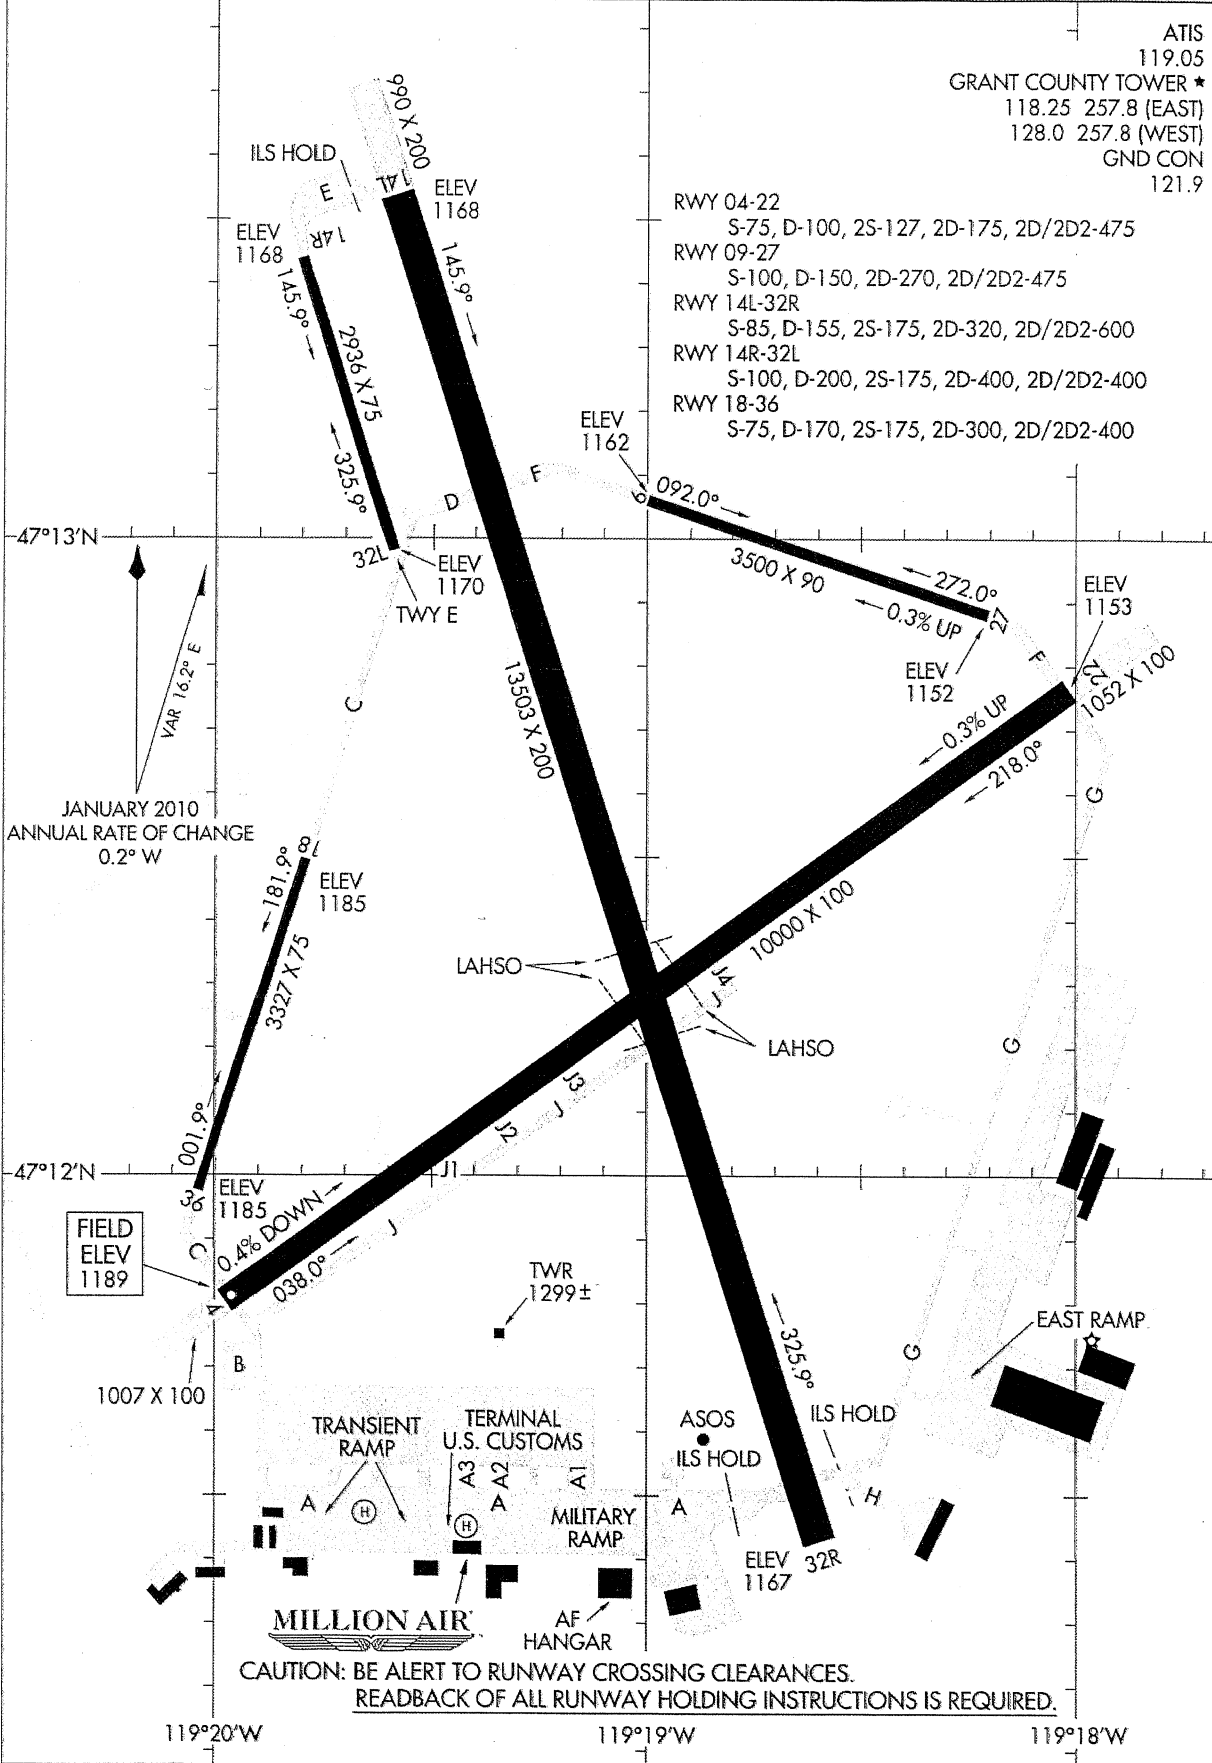 ATIS
119.05
GRANT COUNTY TOWER ★
118.25 257.8 (EAST)
128.0 257.8 (WEST)
GND CON
121.9
RWY 04-22
S-75, D-100, 2S-127, 2D-175, 2D/2D2-475
RWY 09-27
S-100, D-150, 2D-270, 2D/2D2-475
RWY 14L-32R
S-85, D-155, 2S-175, 2D-320, 2D/2D2-600
RWY 14R-32L
S-100, D-200, 2S-175, 2D-400, 2D/2D2-400
RWY 18-36
S-75, D-170, 2S-175, 2D-300, 2D/2D2-400
990 X 200
ILS HOLD
E
14L
ELEV
1168
14R
ELEV
1168
145.9°
145.9°
2936 X 75
325.9°
ELEV
1162
9
092.0°
F
D
47°13'N
32L
ELEV
1170
TWY E
3500 X 90
272.0°
0.3% UP
27
ELEV
1153
ELEV
1152
F
22
1052 X 100
VAR 16.2° E
C
13503 X 200
0.3% UP
218.0°
G
JANUARY 2010
ANNUAL RATE OF CHANGE
0.2° W
18
181.9°
ELEV
1185
3327 X 75
10000 X 100
LAHSO
J4
J
LAHSO
G
J3
J
J2
J1
001.9°
47°12'N
36
ELEV
1185
C
0.4% DOWN
038.0°
J
FIELD
ELEV
1189
4
TWR
1299±
B
1007 X 100
325.9°
G
EAST RAMP
TRANSIENT
RAMP
TERMINAL
U.S. CUSTOMS
ASOS
ILS HOLD
ILS HOLD
A3
A2
A1
A
H
H
A
MILITARY
RAMP
A
H
ELEV
1167
32R
MILLION AIR
AF
HANGAR
CAUTION: BE ALERT TO RUNWAY CROSSING CLEARANCES.
READBACK OF ALL RUNWAY HOLDING INSTRUCTIONS IS REQUIRED.
119°20'W
119°19'W
119°18'W